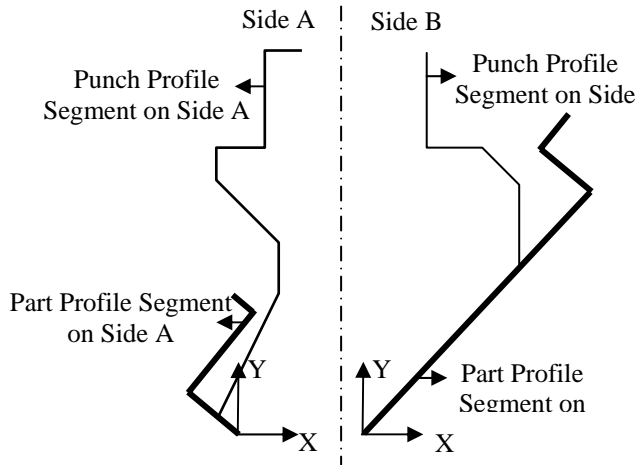 Side A
Side B
Punch Profile
Segment on Side A
Punch Profile
Segment on Side
Part Profile Segment
on Side A
Y
X
Y
X
Part Profile
Segment on